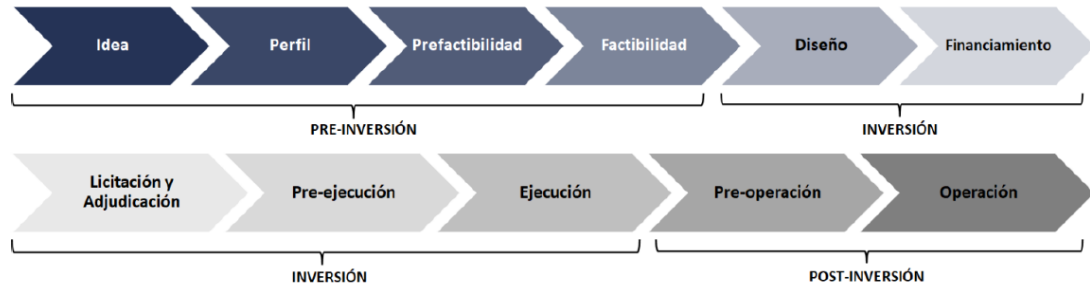 Idea
Perfil
Prefactibilidad
Factibilidad
Diseño
Financiamiento
PRE-INVERSIÓN
INVERSIÓN
Licitación y
Adjudicación
Pre-ejecución
Ejecución
Pre-operación
Operación
INVERSIÓN
POST-INVERSIÓN